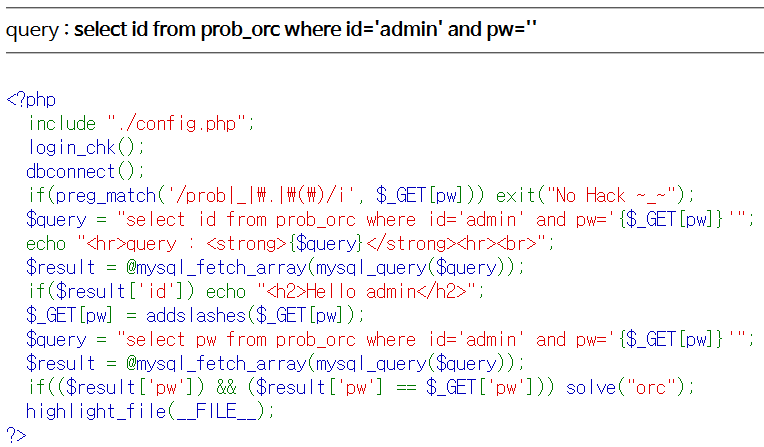 query : select id from prob_orc where id='admin' and pw=''
<?php
include "./config.php";
login_chk();
dbconnect();
if(preg_match('/prob|_|₩.|₩(₩)/i', $_GET[pw])) exit("No Hack ~_~");
$query = "select id from prob_orc where id='admin' and pw='{$_GET[pw]}'";
echo "<hr>query : <strong>{$query}</strong><hr><br>";
$result = @mysql_fetch_array(mysql_query($query));
if($result['id']) echo "<h2>Hello admin</h2>";
$_GET[pw] = addslashes($_GET[pw]);
$query = "select pw from prob_orc where id='admin' and pw='{$_GET[pw]}'";
$result = @mysql_fetch_array(mysql_query($query));
if(($result['pw']) && ($result['pw'] == $_GET['pw'])) solve("orc");
highlight_file(__FILE__);
?>